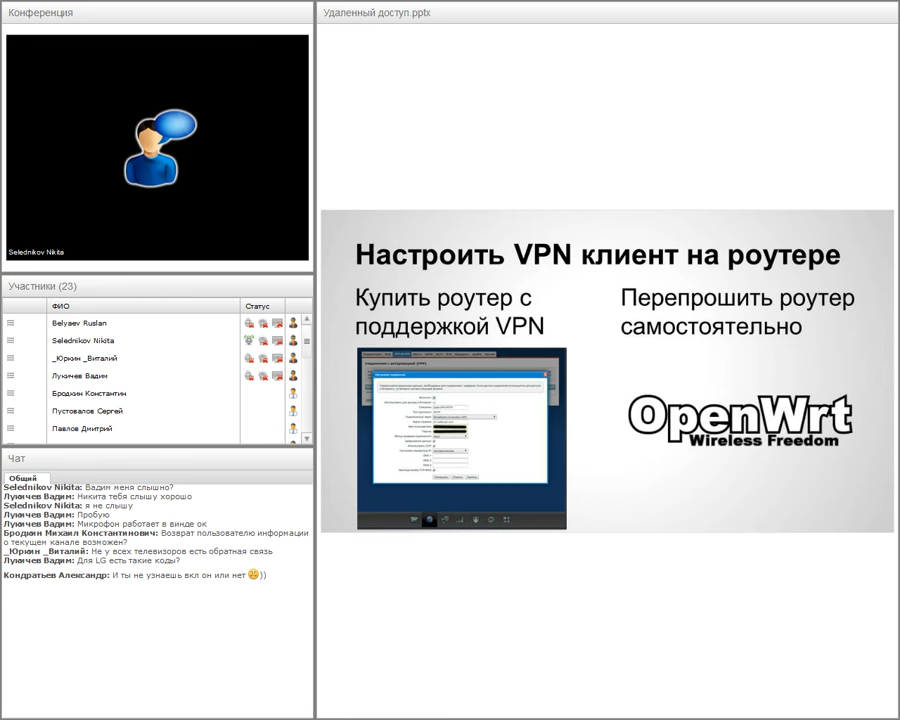 Конференция
Selednikov Nikita
Участники (23)
ФИО Статус
Belyaev Ruslan
Selednikov Nikita
_Юркин _Виталий
Лукичев Вадим
Бродкин Константин
Пустовалов Сергей
Павлов Дмитрий
Чат
Общий
Selednikov Nikita: Вадим меня слышно?
Лукичев Вадим: Никита тебя слышу хорошо
Selednikov Nikita: я не слышу
Лукичев Вадим: Пробую
Лукичев Вадим: Микрофон работает в винде ок
Бродкин Михаил Константинович: Возврат пользователю информации
о текущем канале возможен?
_Юркин _Виталий: Не у всех телевизоров есть обратная связь
Лукичев Вадим: Для LG есть такие коды?
Кондратьев Александр: И ты не узнаешь вкл он или нет ))
Удаленный доступ.pptx
Настроить VPN клиент на роутере
Купить роутер с
поддержкой VPN
Перепрошить роутер
самостоятельно
OpenWrt
Wireless Freedom